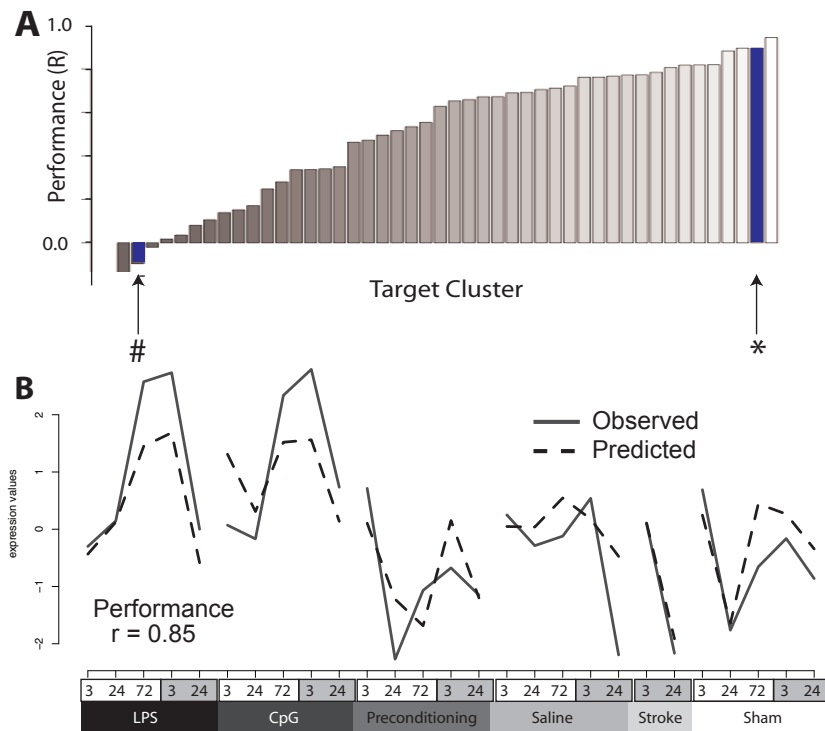 A
1.0
Performance (R)
0.0
Target Cluster
# *
B
2
1
0
−1
−2
expression values
Observed
Predicted
Performance
r = 0.85
3 24 72 3 24 3 24 72 3 24 3 24 72 3 24 3 24 72 3 24 3 24 3 24 72 3 24
LPS CpG Preconditioning Saline Stroke Sham